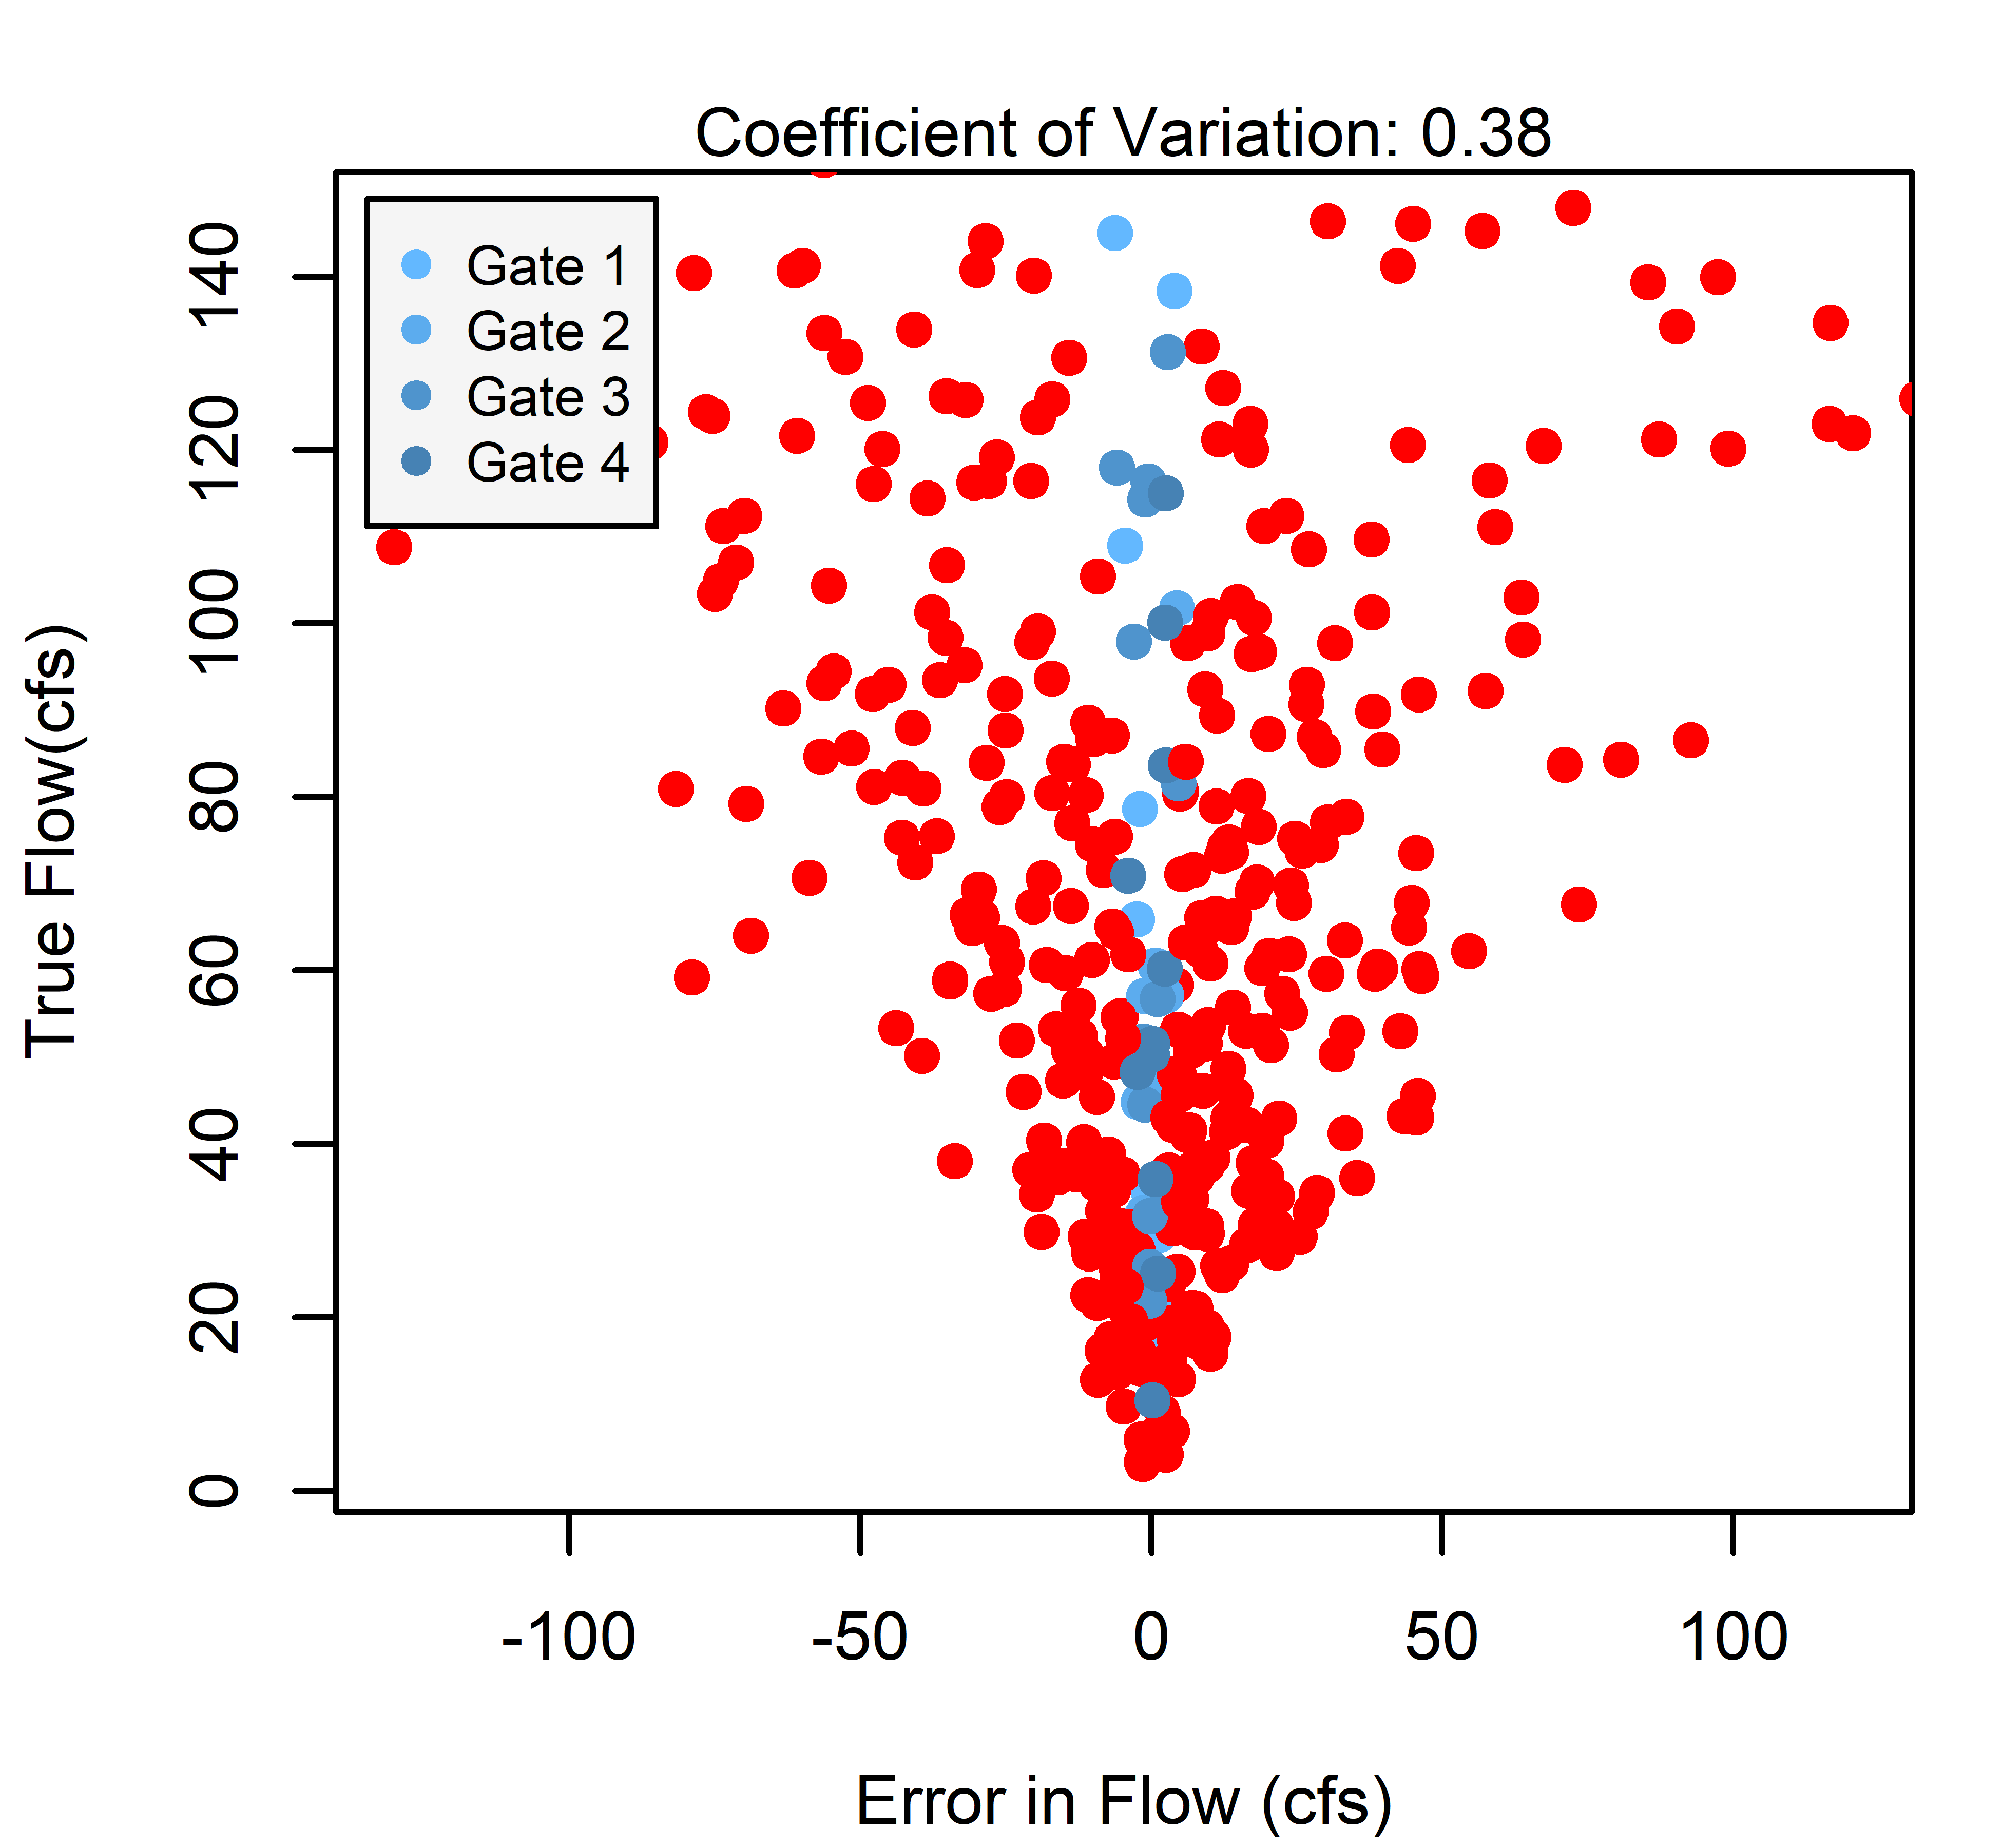 Coefficient of Variation: 0.38
Gate 1
Gate 2
Gate 3
Gate 4
True Flow(cfs)
140
120
100
80
60
40
20
0
-100 -50 0 50 100
Error in Flow (cfs)